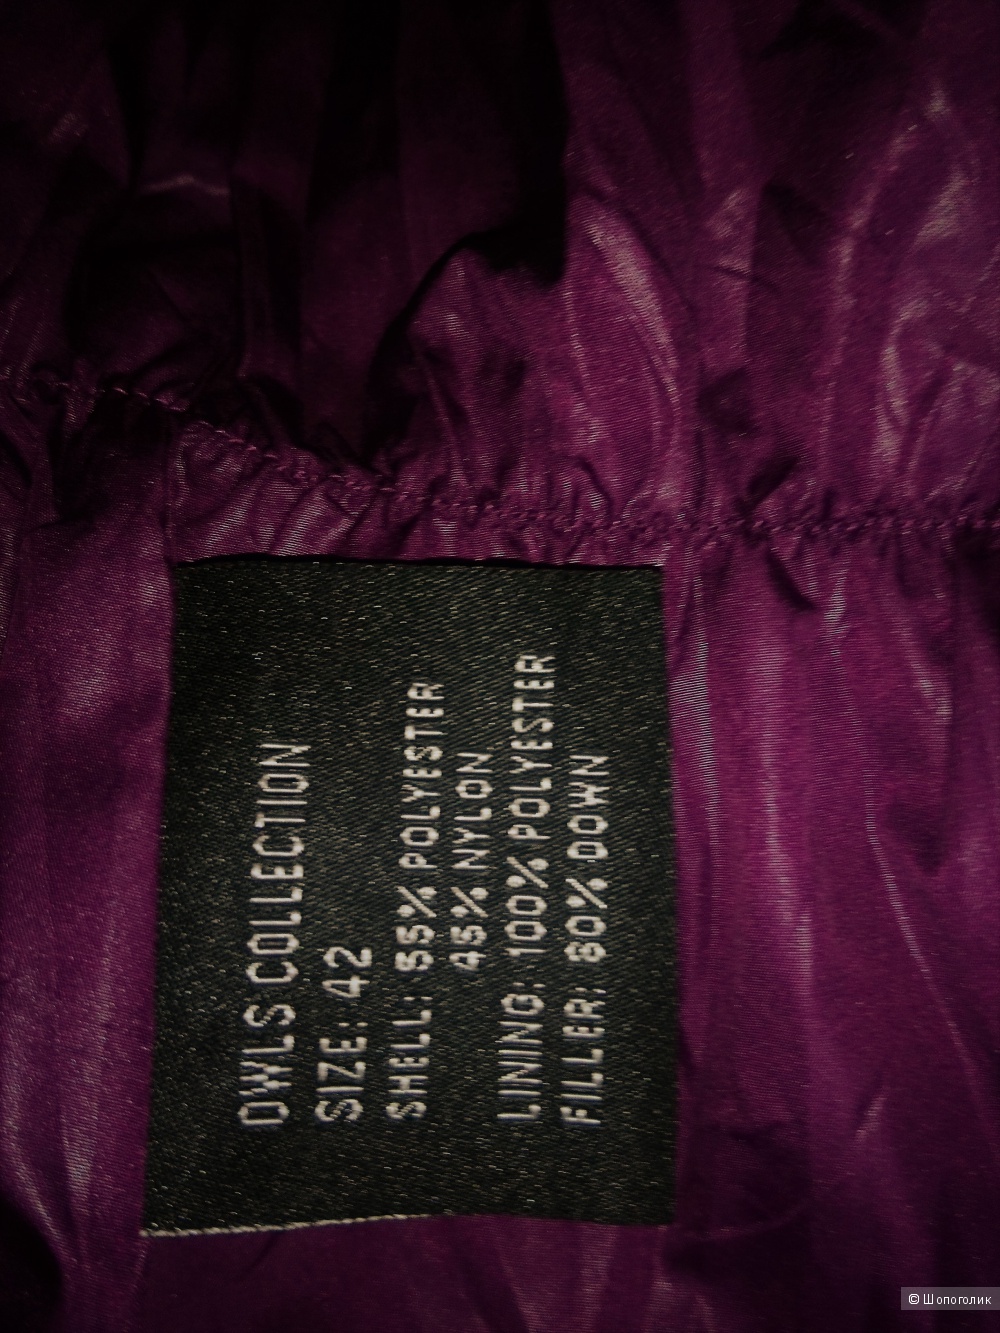 OWLS COLLECTION
SIZE: 42
SHELL: 55% POLYESTER
45% NYLON
LINING: 100% POLYESTER
FILLER: 80% DOWN
© Шопоголик